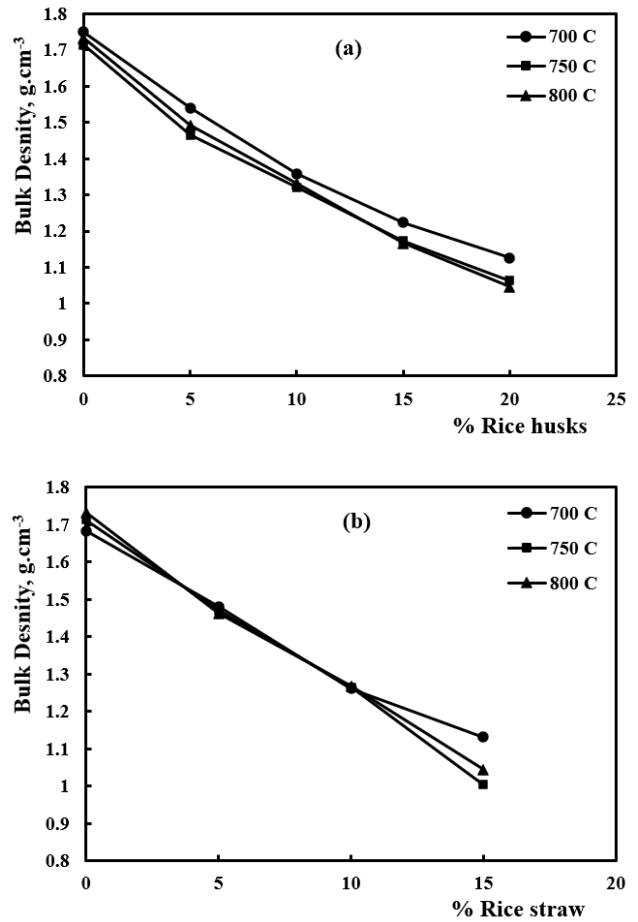 1.8
1.7
1.6
1.5
1.4
1.3
1.2
1.1
1
0.9
0.8
Bulk Desnity, g.cm⁻³
(a)
700 C
750 C
800 C
0 5 10 15 20 25
% Rice husks
1.8
1.7
1.6
1.5
1.4
1.3
1.2
1.1
1
0.9
0.8
Bulk Desnity, g.cm⁻³
(b)
700 C
750 C
800 C
0 5 10 15 20
% Rice straw